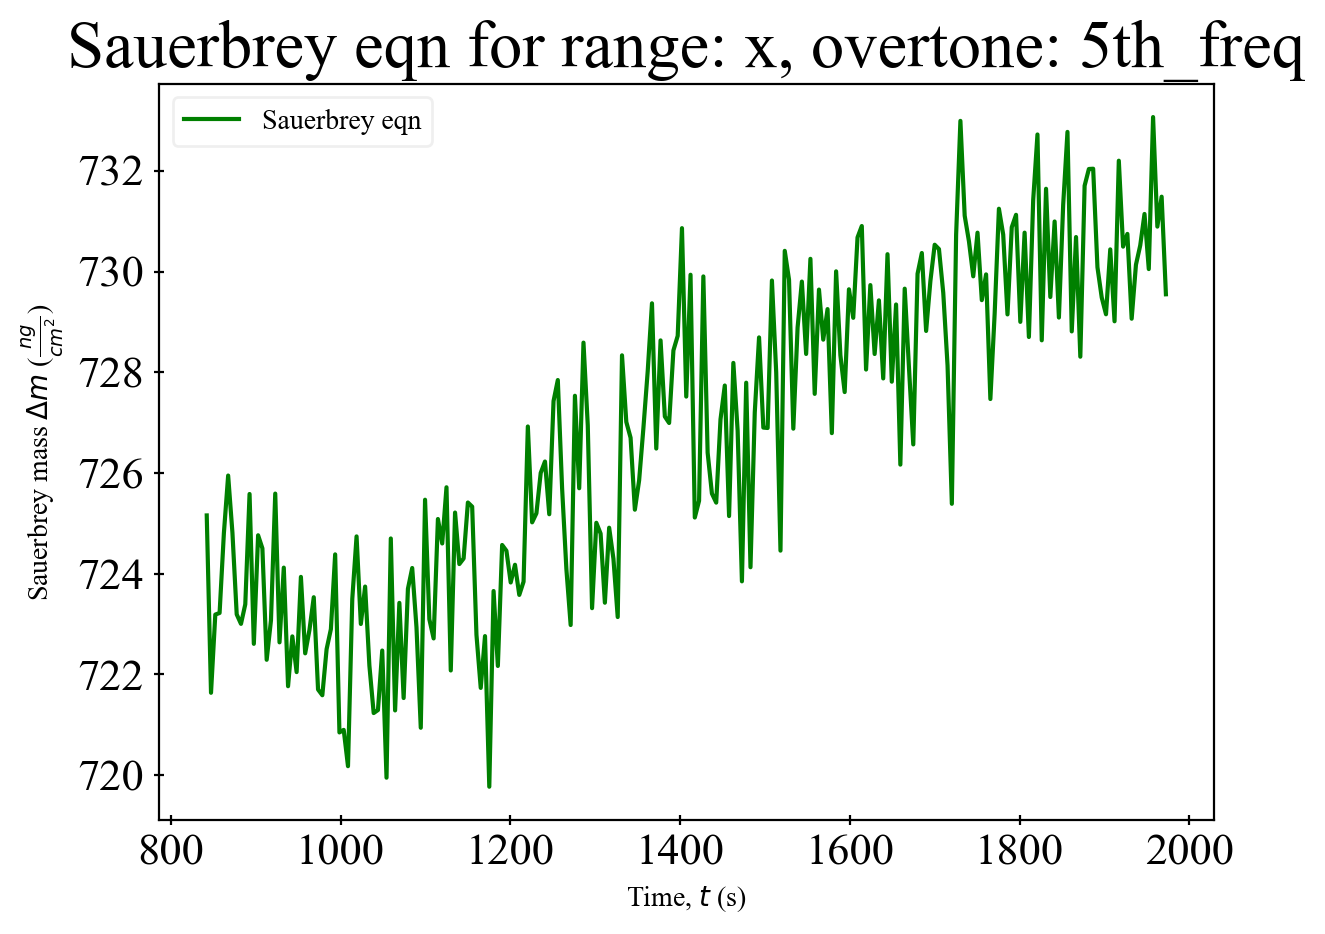 Sauerbrey eqn for range: x, overtone: 5th_freq
Sauerbrey eqn
732
730
728
726
724
722
720
Sauerbrey mass Δm (ng/cm²)
800 1000 1200 1400 1600 1800 2000
Time, t (s)